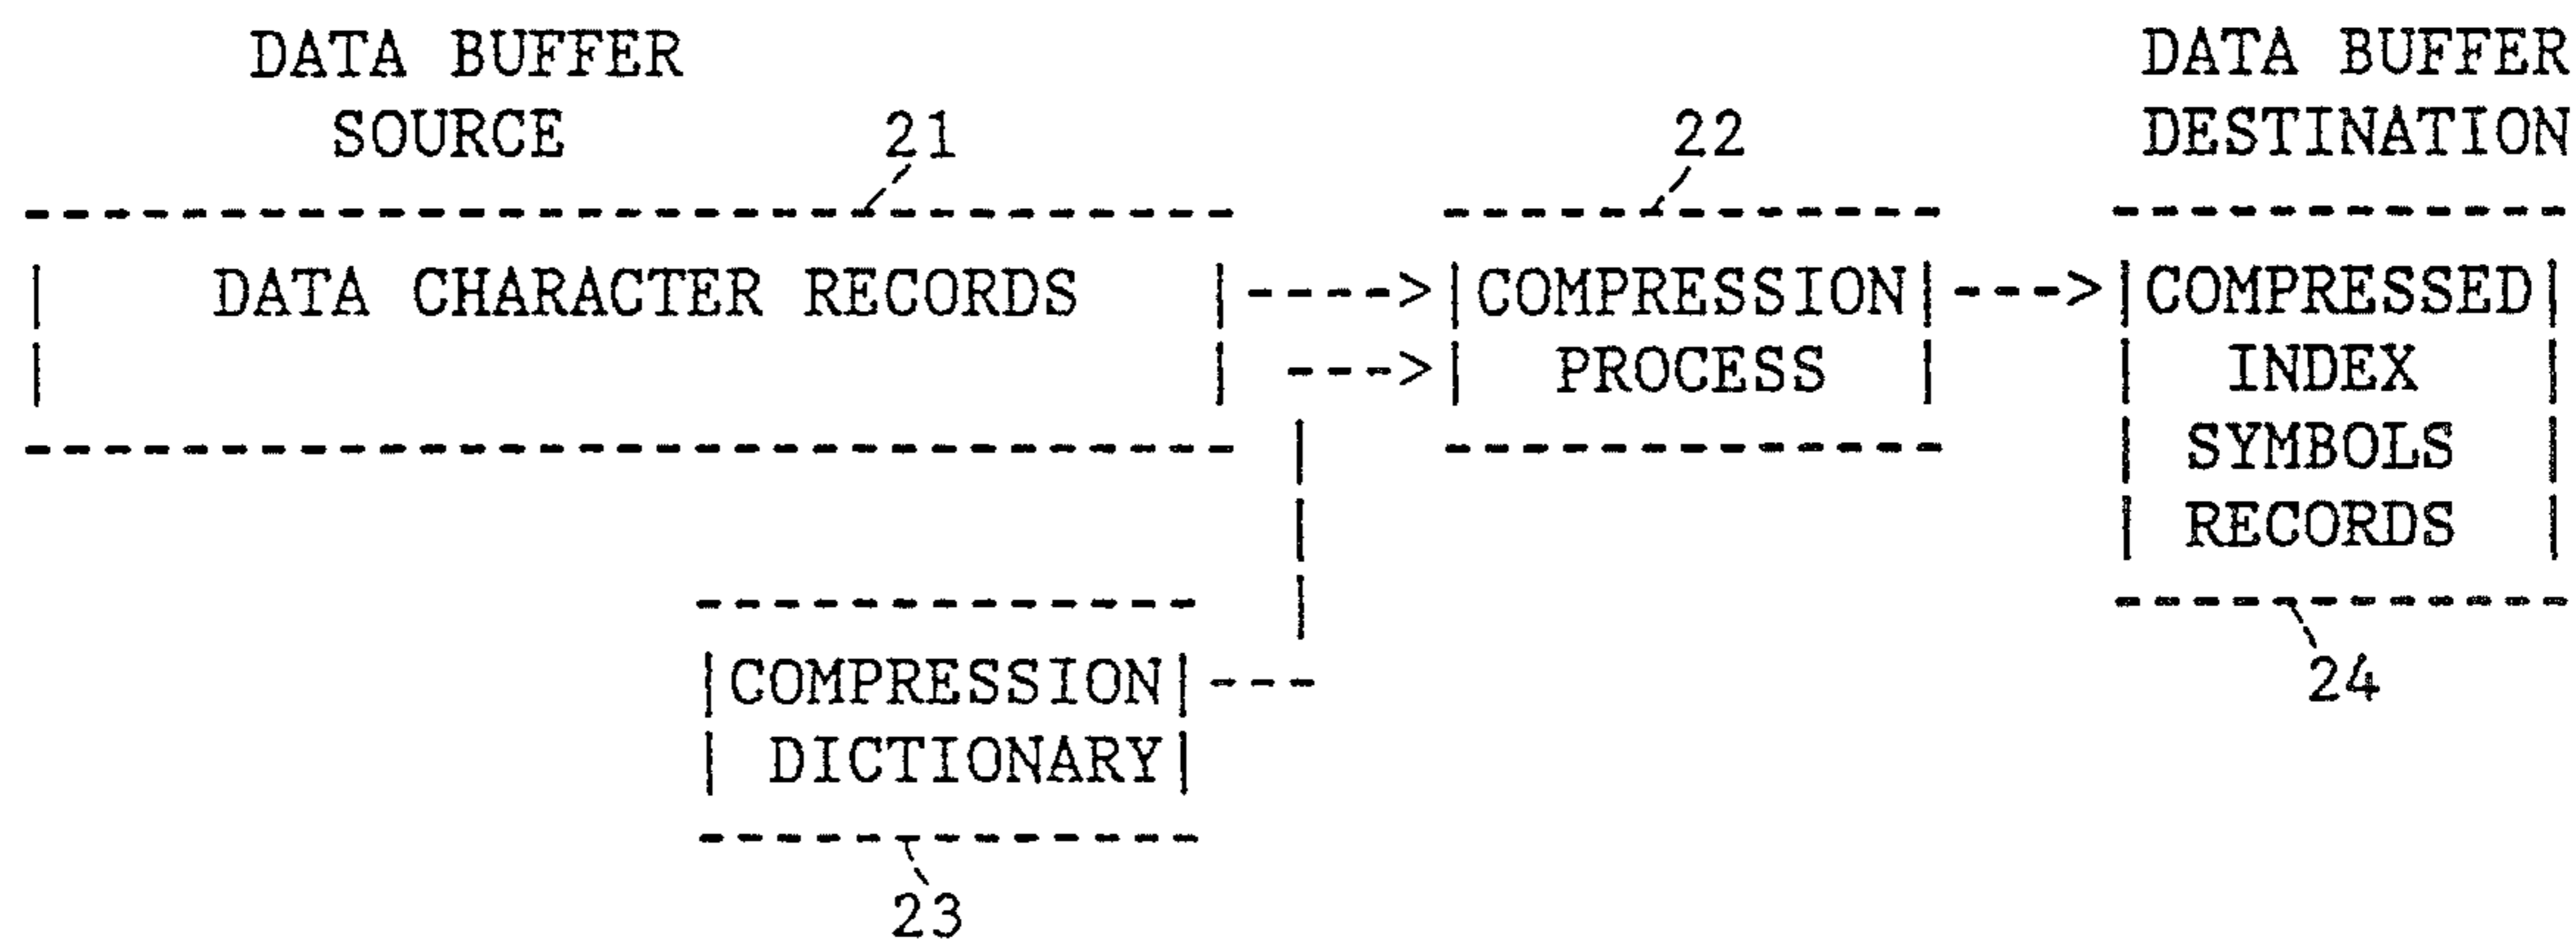 DATA BUFFER
SOURCE
21
22
DATA BUFFER
DESTINATION
DATA CHARACTER RECORDS
COMPRESSION
PROCESS
COMPRESSED
INDEX
SYMBOLS
RECORDS
COMPRESSION
DICTIONARY
23
24